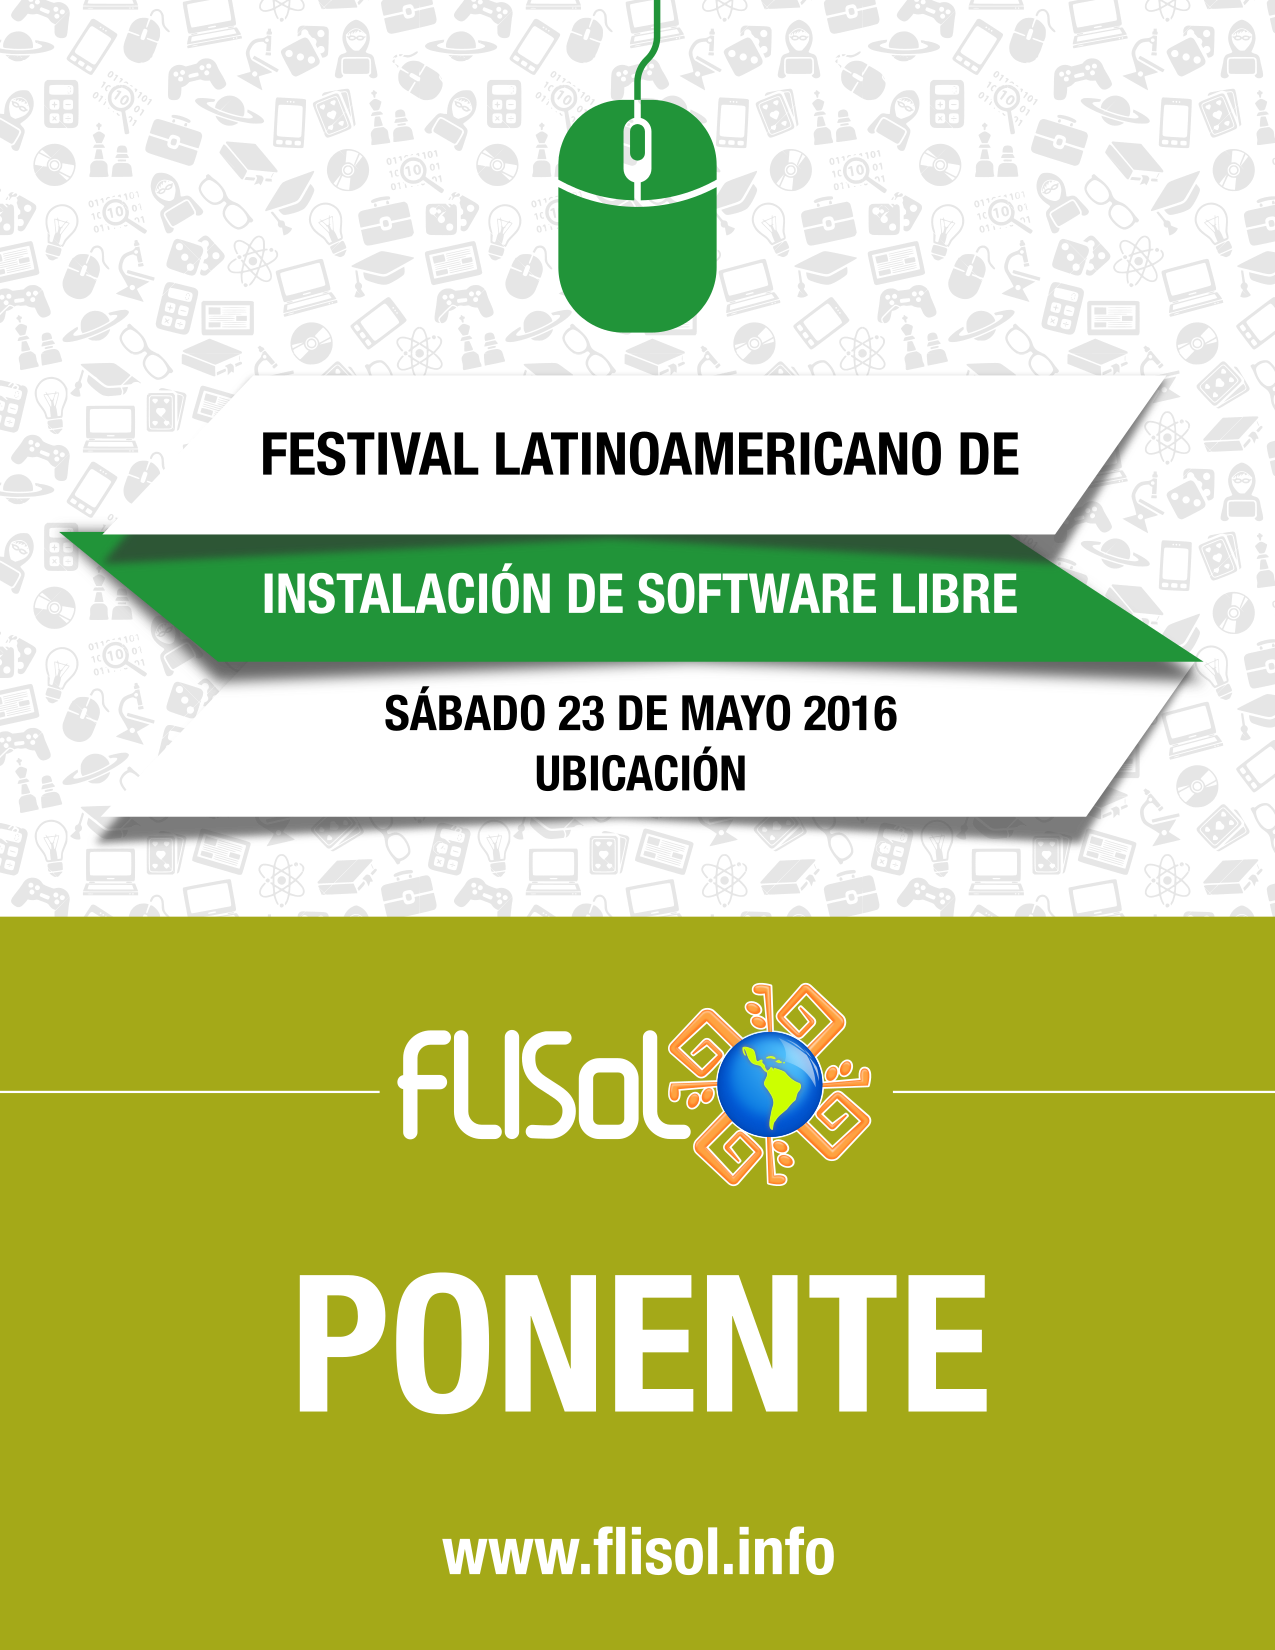 FESTIVAL LATINOAMERICANO DE
INSTALACIÓN DE SOFTWARE LIBRE
SÁBADO 23 DE MAYO 2016
UBICACIÓN
FLISoL
PONENTE
www.flisol.info